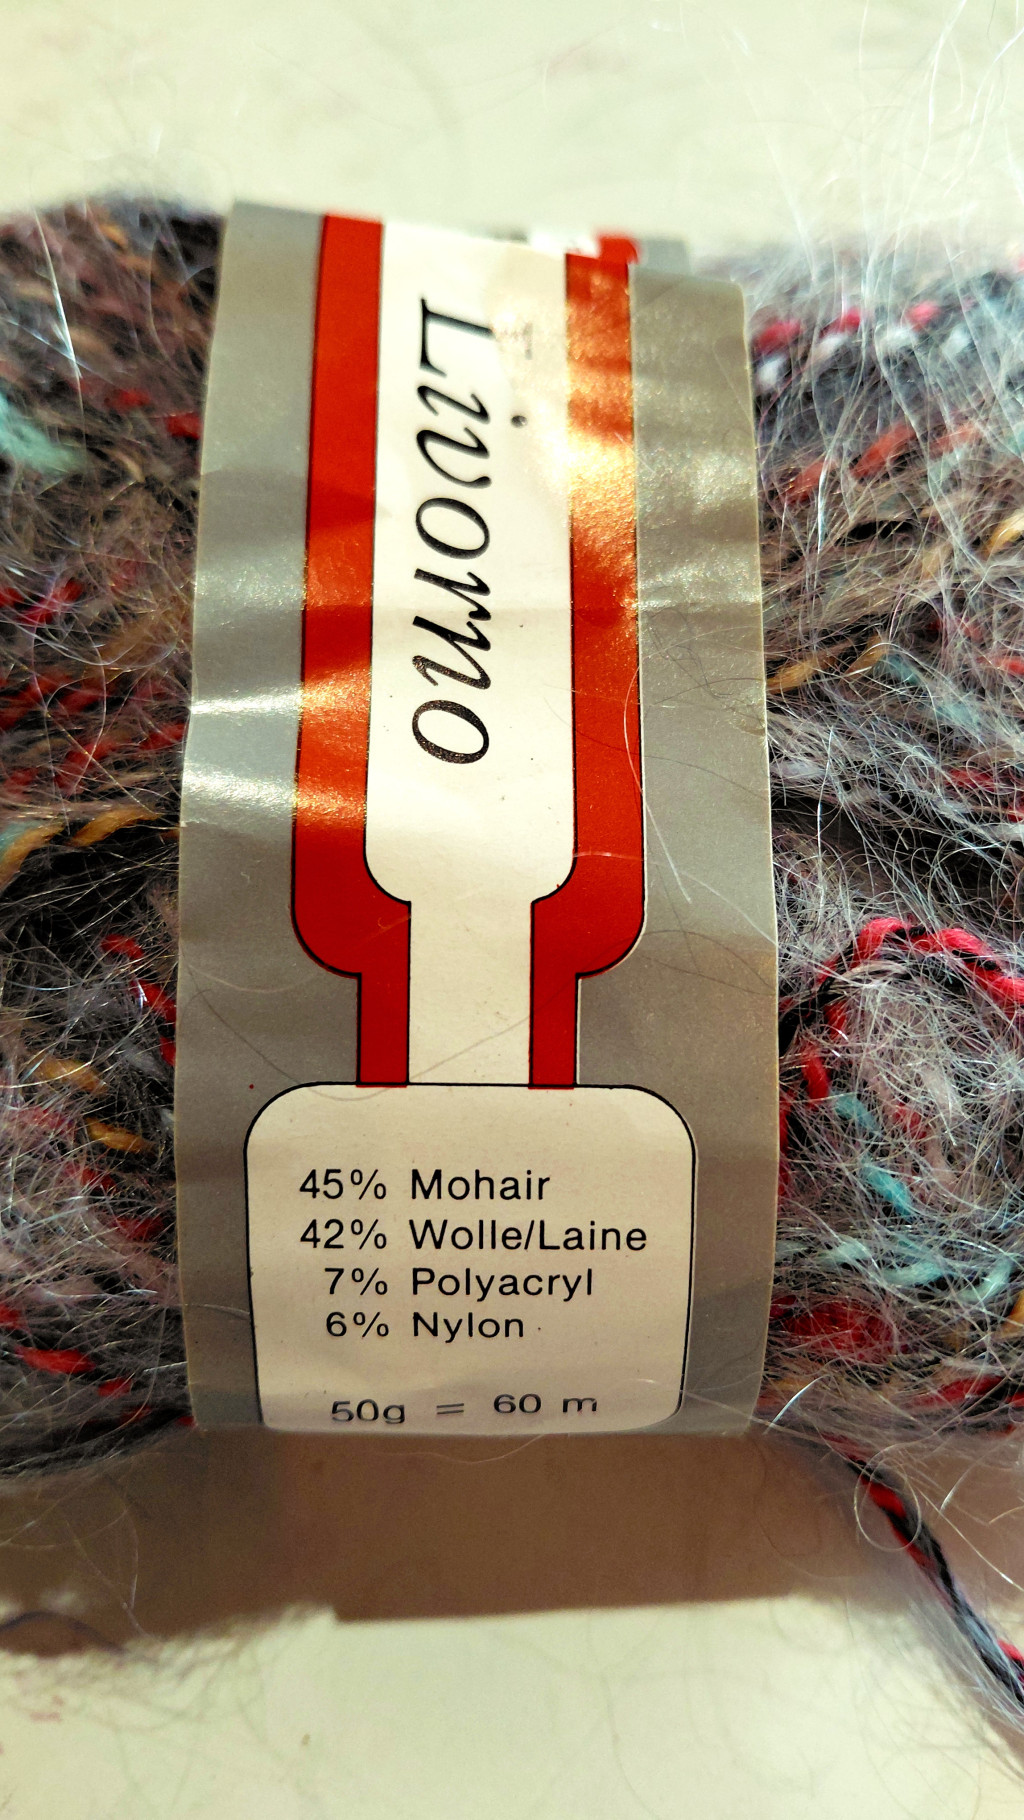 Livorno
45% Mohair
42% Wolle/Laine
7% Polyacryl
6% Nylon
50g = 60 m